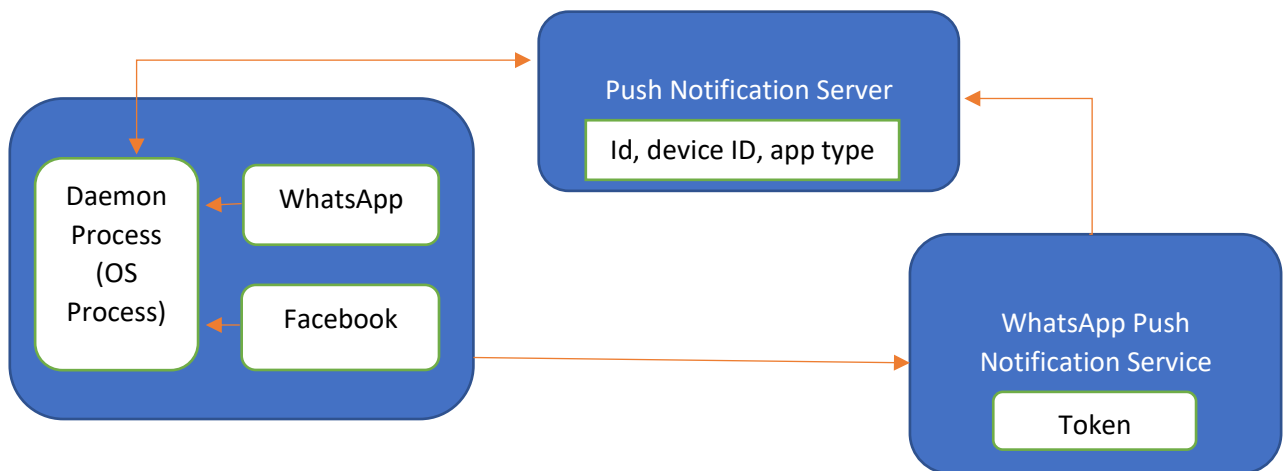 Push Notification Server
Id, device ID, app type
Daemon
Process
(OS
Process)
WhatsApp
Facebook
WhatsApp Push
Notification Service
Token